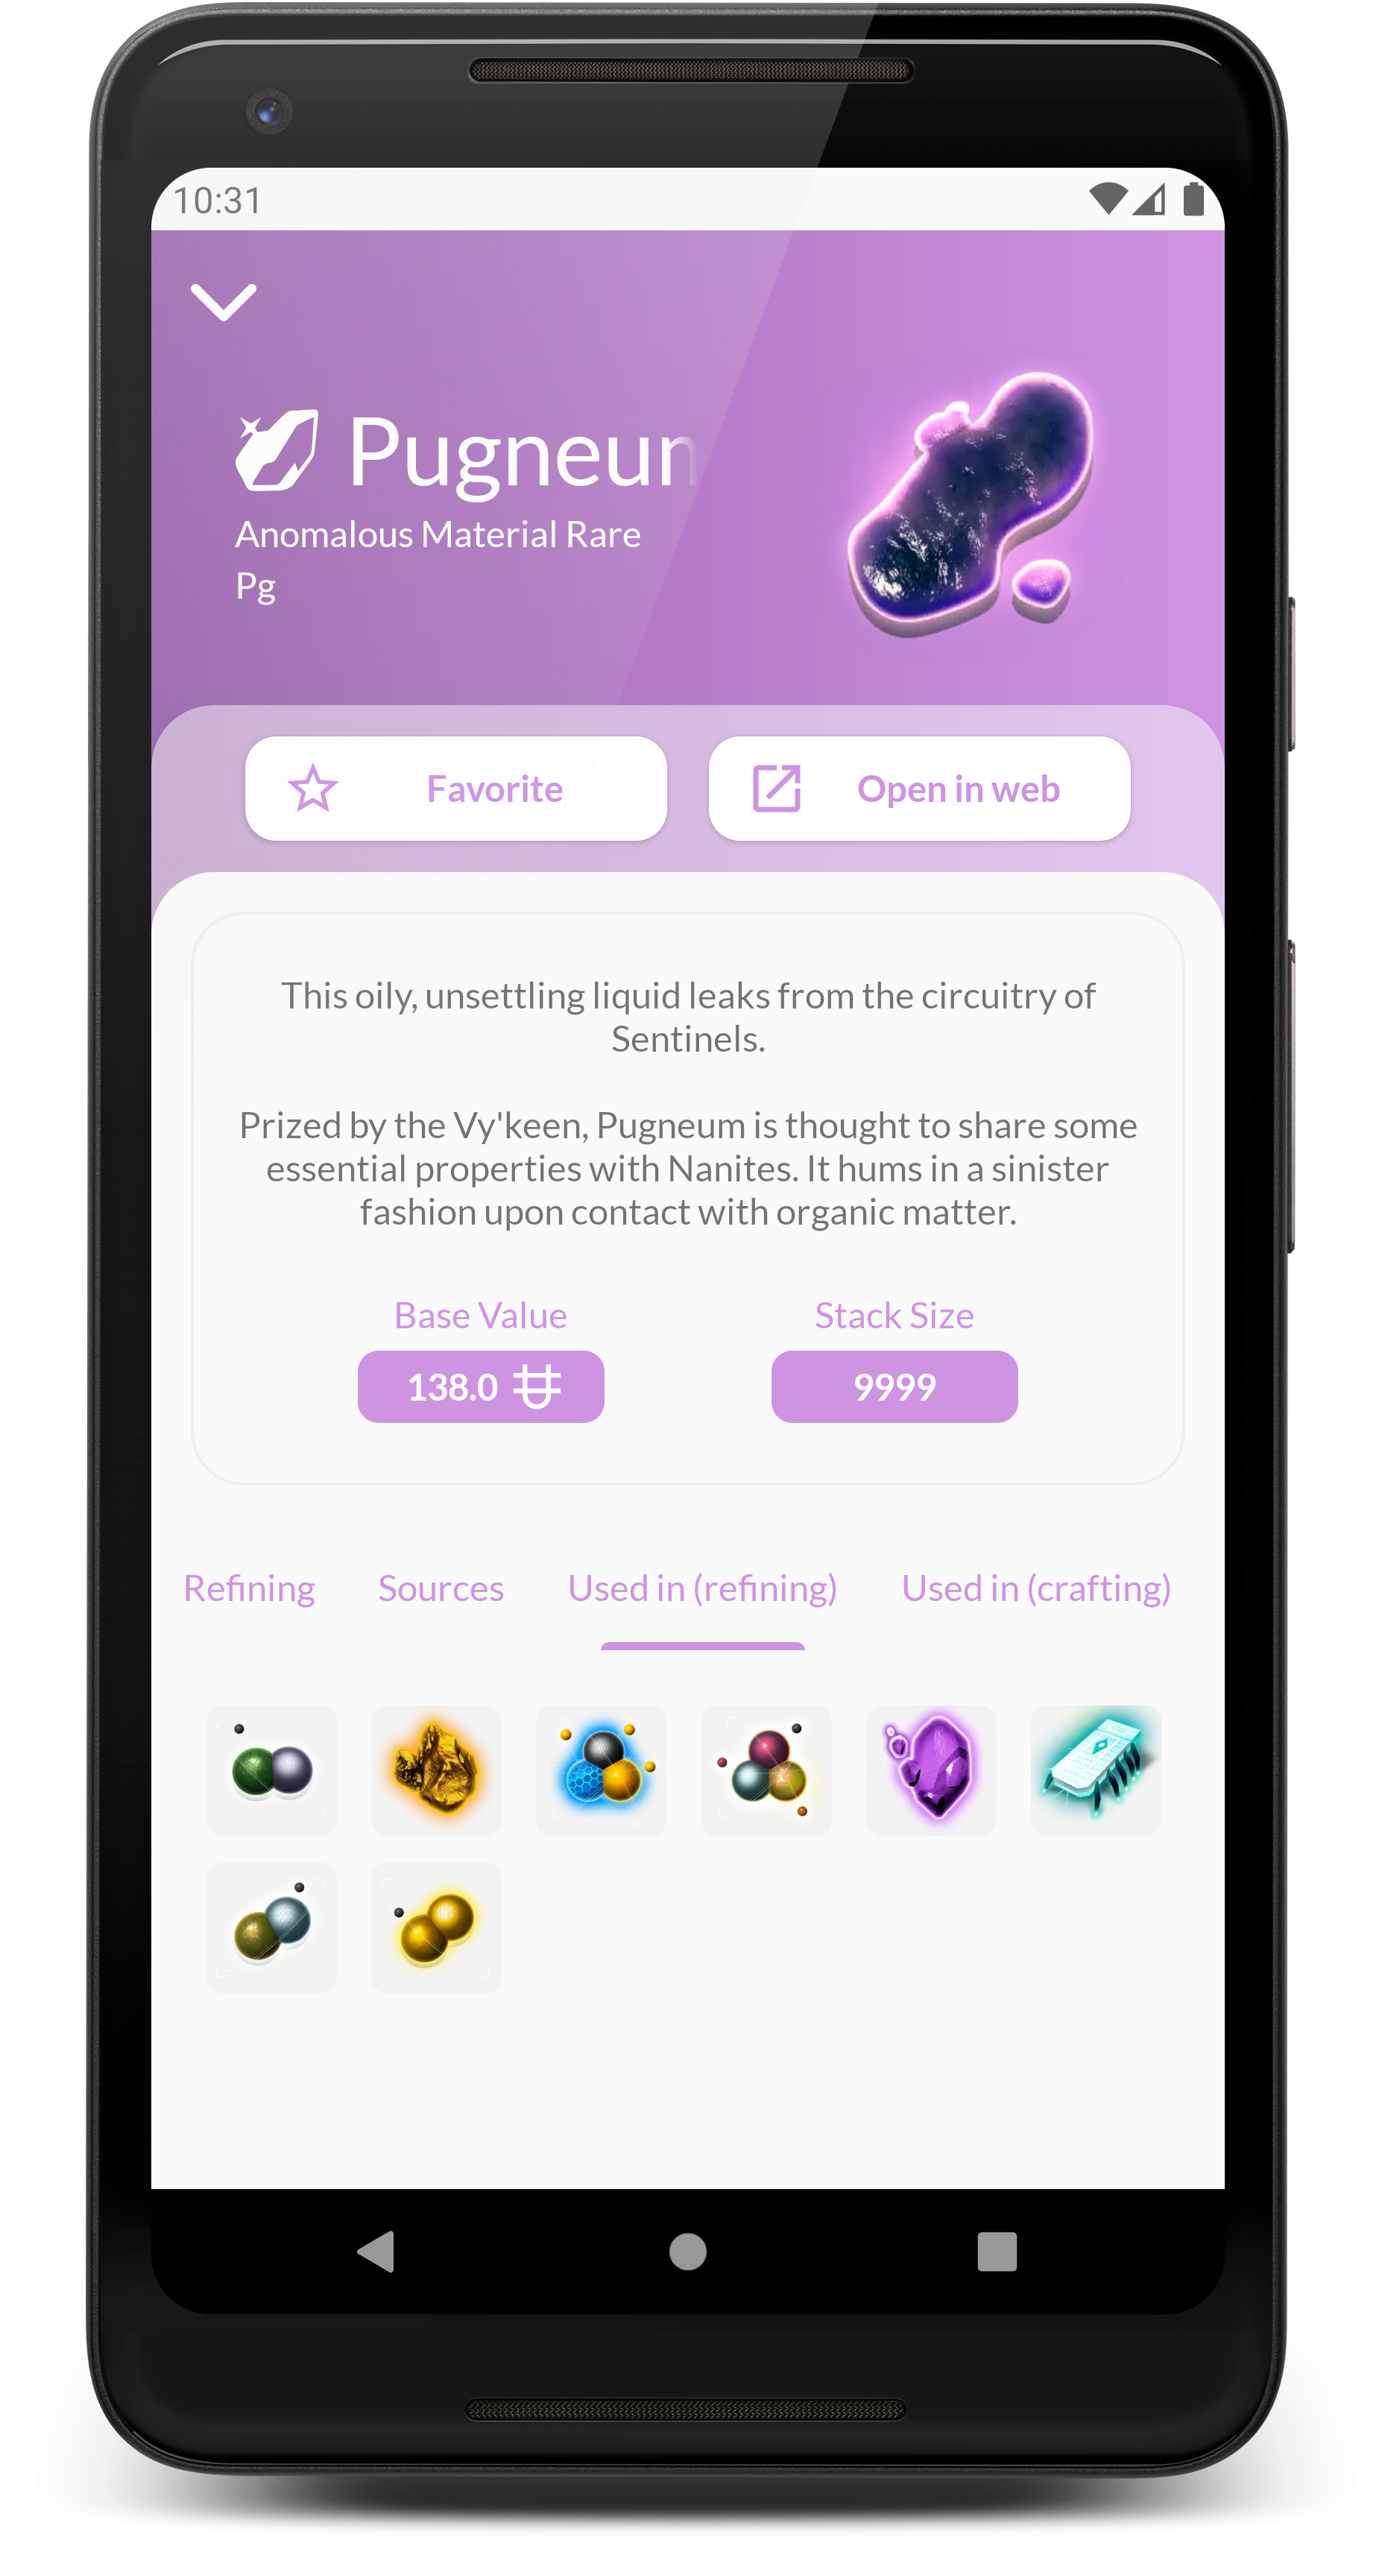 10:31
Pugneum
Anomalous Material Rare
Pg
Favorite
Open in web
This oily, unsettling liquid leaks from the circuitry of
Sentinels.
Prized by the Vy'keen, Pugneum is thought to share some
essential properties with Nanites. It hums in a sinister
fashion upon contact with organic matter.
Base Value
Stack Size
138.0
9999
Refining
Sources
Used in (refining)
Used in (crafting)